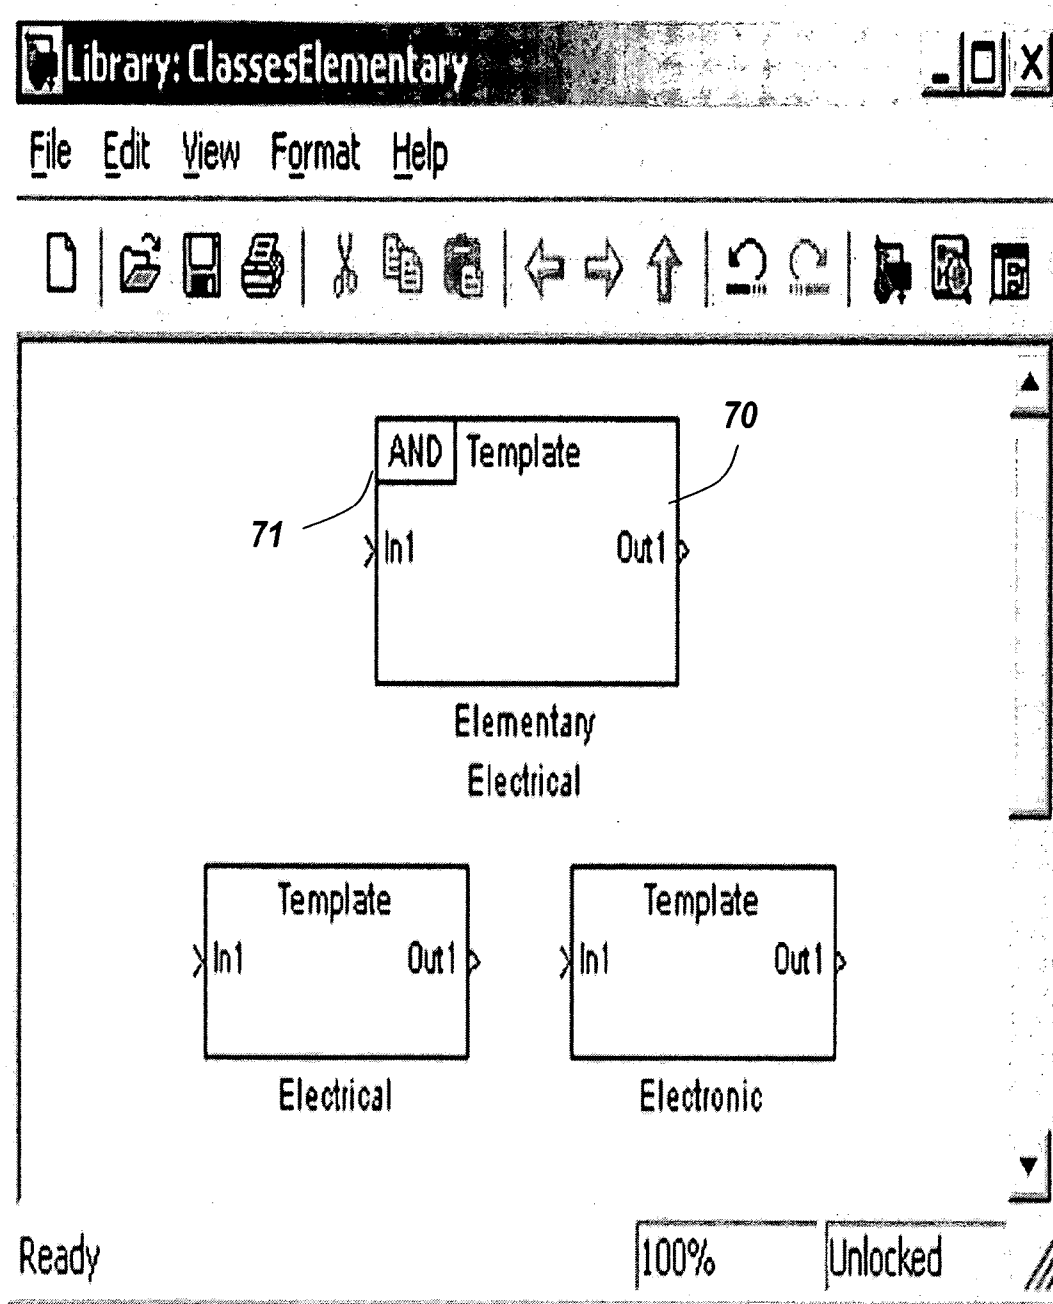 Library: ClassesElementary
File Edit View Format Help
70
AND Template
71
In1 Out1
Elementary
Electrical
Template Template
In1 Out1 In1 Out1
Electrical Electronic
Ready 100% Unlocked